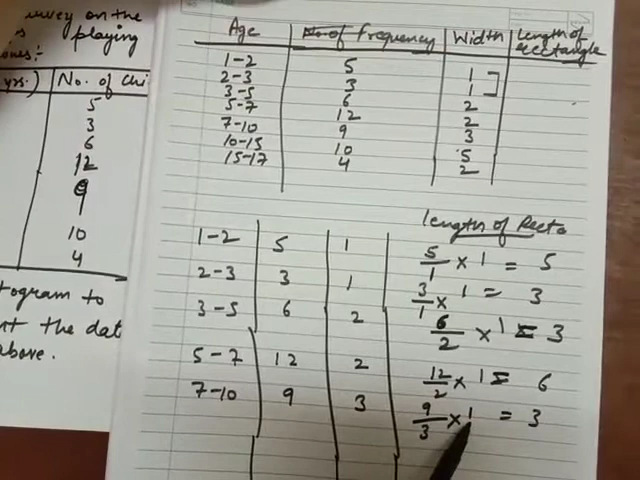 survey on the
playing
yrs.) No. of Chi
5
3
6
12
9
10
4
togram to
nt the dat
above.
Age of frequency Width Length of rectangle
1-2 5 1
2-3 3 1
3-5 6 2
5-7 12 2
7-10 9 3
10-15 10 5
15-17 4 2
length of Recta
1-2 5 1 5/1 × 1 = 5
2-3 3 1 3/1 × 1 = 3
3-5 6 2 6/2 × 1 = 3
5-7 12 2 12/2 × 1 = 6
7-10 9 3 9/3 × 1 = 3